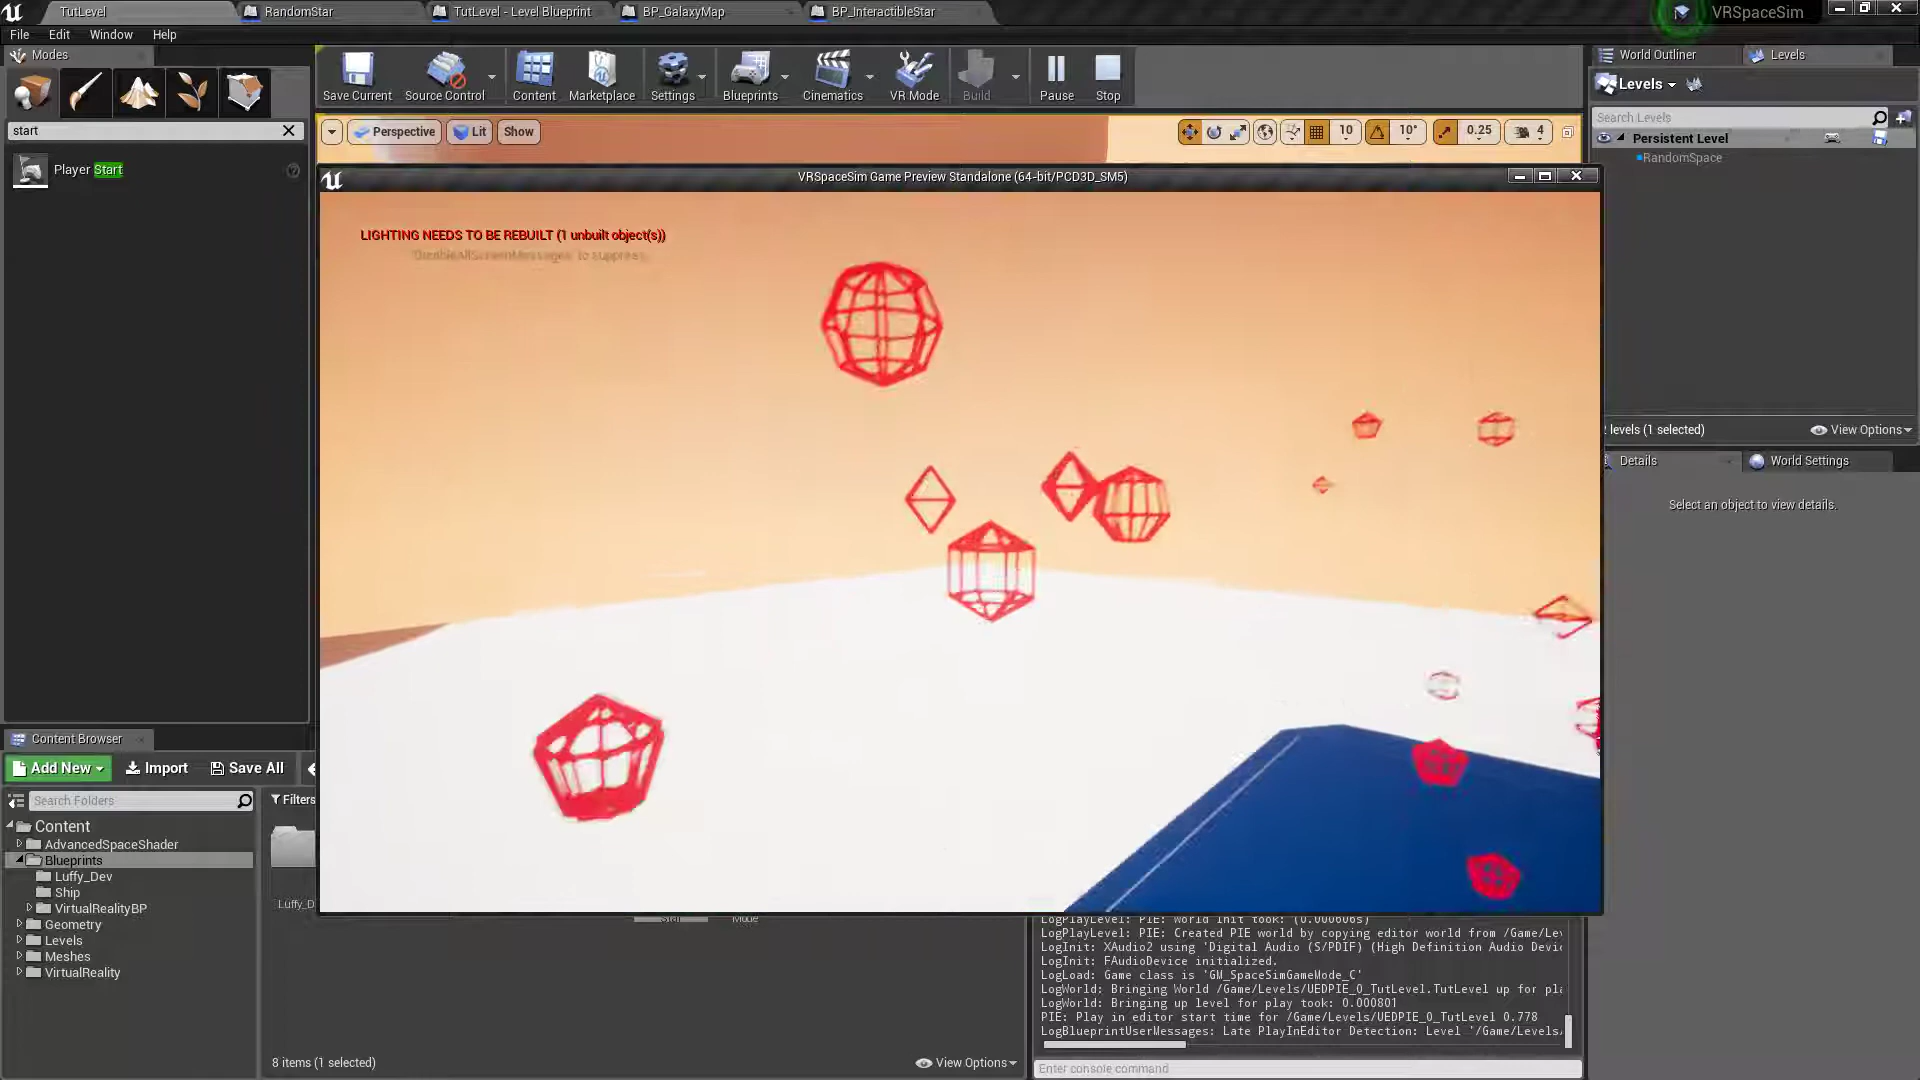 TutLevel
RandomStar
TutLevel - Level Blueprint
BP_GalaxyMap
BP_InteractibleStar
VRSpaceSim
File
Edit
Window
Help
Modes
Save Current
Source Control
Content
Marketplace
Settings
Blueprints
Cinematics
VR Mode
Build
Pause
Stop
World Outliner
Levels
Levels
Search Levels
Persistent Level
RandomSpace
start
Player Start
Perspective
Lit
Show
10
10°
0.25
4
VRSpaceSim Game Preview Standalone (64-bit/PCD3D_SM5)
LIGHTING NEEDS TO BE REBUILT (1 unbuilt object(s))
'DisableAllScreenMessages' to suppress
levels (1 selected)
View Options
Details
World Settings
Select an object to view details.
Content Browser
Add New
Import
Save All
Search Folders
Filters
Content
AdvancedSpaceShader
Blueprints
Luffy_Dev
Ship
VirtualRealityBP
Geometry
Levels
Meshes
VirtualReality
Luffy_D
Star
Mode
8 items (1 selected)
View Options
LogPlayLevel: PIE: World Init took: (0.000606s)
LogPlayLevel: PIE: Created PIE world by copying editor world from /Game/Lev
LogInit: XAudio2 using 'Digital Audio (S/PDIF) (High Definition Audio Devic
LogInit: FAudioDevice initialized.
LogLoad: Game class is 'GM_SpaceSimGameMode_C'
LogWorld: Bringing World /Game/Levels/UEDPIE_0_TutLevel.TutLevel up for pla
LogWorld: Bringing up level for play took: 0.000801
PIE: Play in editor start time for /Game/Levels/UEDPIE_0_TutLevel 0.778
LogBlueprintUserMessages: Late PlayInEditor Detection: Level '/Game/Levels/
Enter console command